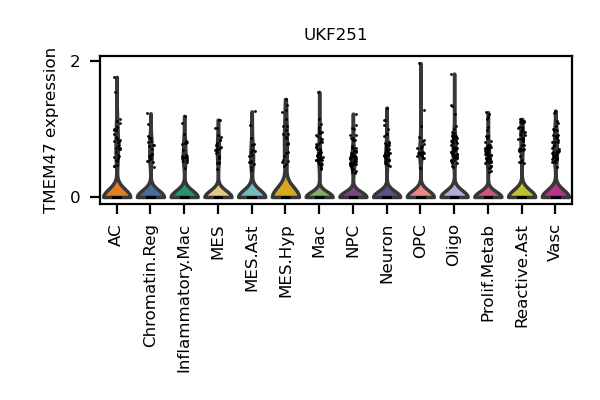 UKF251
TMEM47 expression
2
0
AC
Chromatin.Reg
Inflammatory.Mac
MES
MES.Ast
MES.Hyp
Mac
NPC
Neuron
OPC
Oligo
Prolif.Metab
Reactive.Ast
Vasc